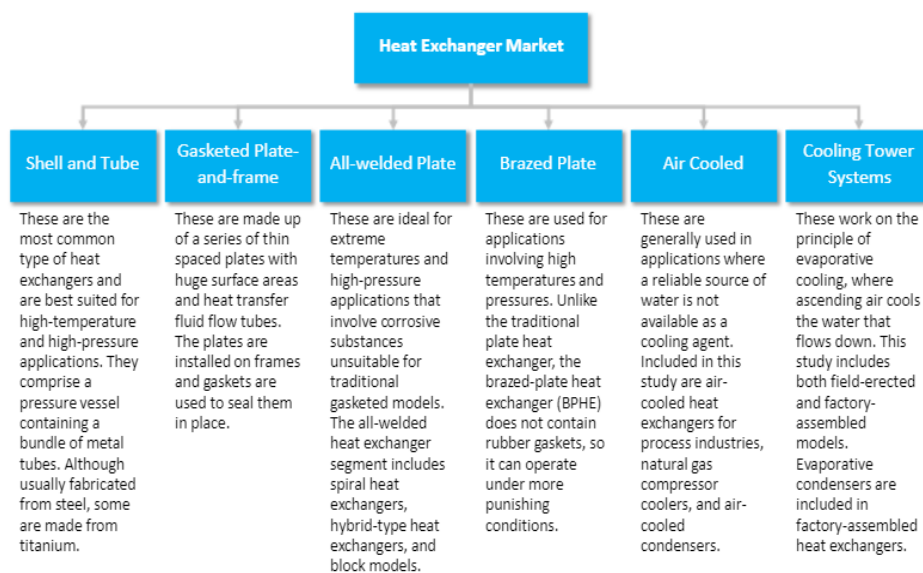 Heat Exchanger Market
Shell and Tube
These are the
most common
type of heat
exchangers and
are best suited for
high-temperature
and high-pressure
applications. They
comprise a
pressure vessel
containing a
bundle of metal
tubes. Although
usually fabricated
from steel, some
are made from
titanium.
Gasketed Plate-
and-frame
These are made up
of a series of thin
spaced plates with
huge surface areas
and heat transfer
fluid flow tubes.
The plates are
installed on frames
and gaskets are
used to seal them
in place.
All-welded Plate
These are ideal for
extreme
temperatures and
high-pressure
applications that
involve corrosive
substances
unsuitable for
traditional
gasketed models.
The all-welded
heat exchanger
segment includes
spiral heat
exchangers,
hybrid-type heat
exchangers, and
block models.
Brazed Plate
These are used for
applications
involving high
temperatures and
pressures. Unlike
the traditional
plate heat
exchanger, the
brazed-plate heat
exchanger (BPHE)
does not contain
rubber gaskets, so
it can operate
under more
punishing
conditions.
Air Cooled
These are
generally used in
applications where
a reliable source of
water is not
available as a
cooling agent.
Included in this
study are air-
cooled heat
exchangers for
process industries,
natural gas
compressor
coolers, and air-
cooled
condensers.
Cooling Tower
Systems
These work on the
principle of
evaporative
cooling, where
ascending air cools
the water that
flows down. This
study includes
both field-erected
and factory-
assembled
models.
Evaporative
condensers are
included in
factory-assembled
heat exchangers.